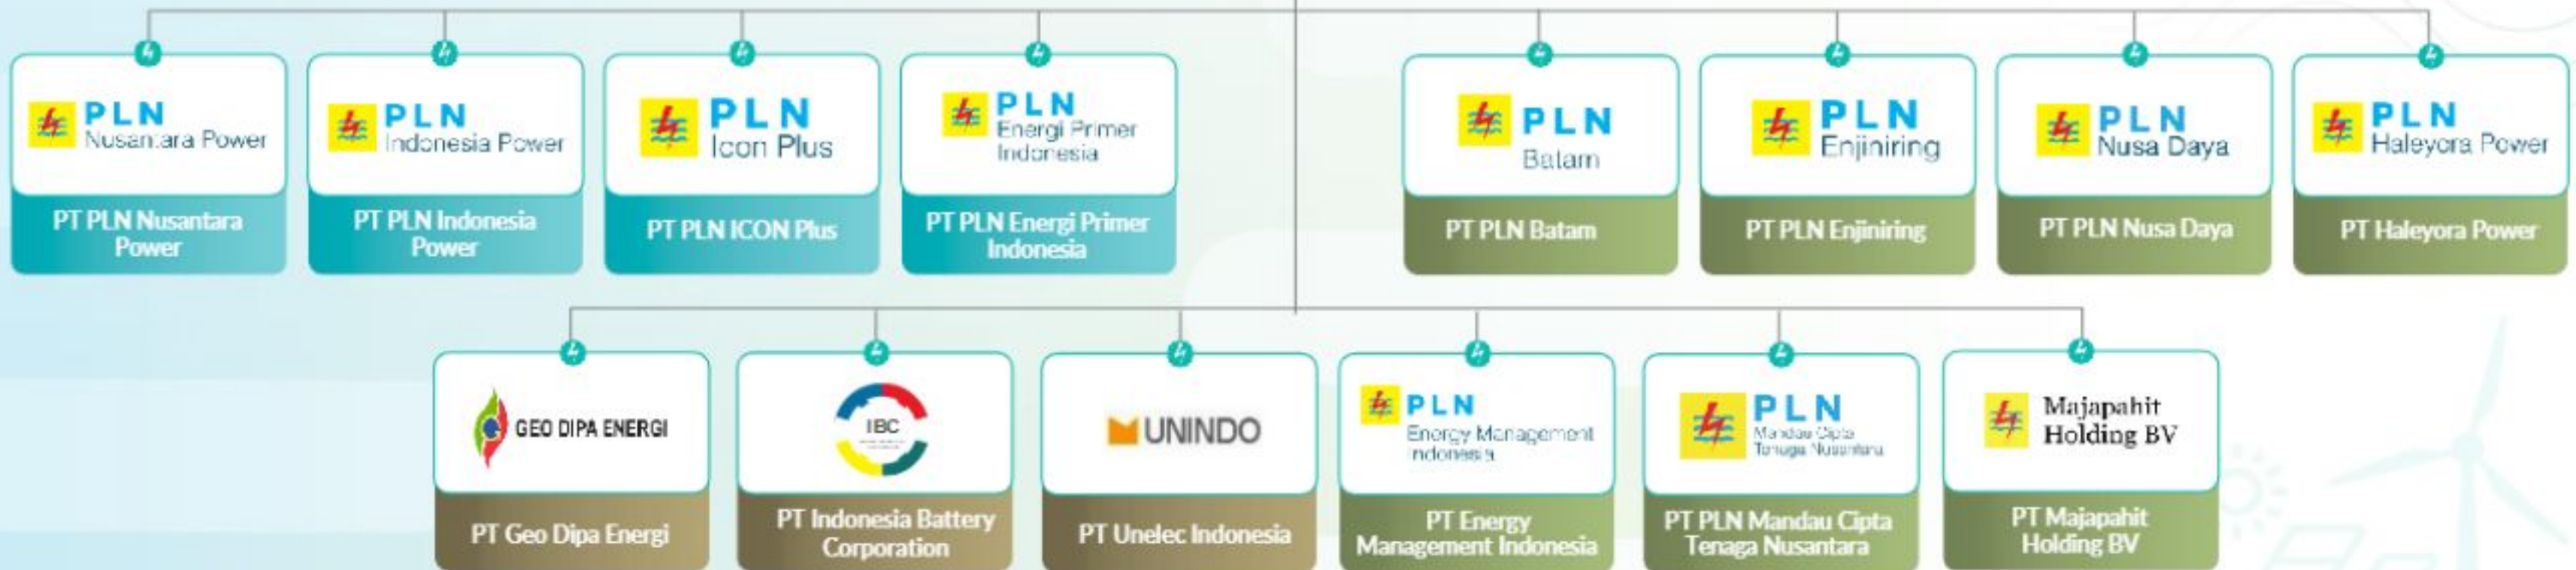 PLN
Nusantara Power
PT PLN Nusantara
Power
PLN
Indonesia Power
PT PLN Indonesia
Power
PLN
Icon Plus
PT PLN ICON Plus
PLN
Energi Primer
Indonesia
PT PLN Energi Primer
Indonesia
PLN
Batam
PT PLN Batam
PLN
Enjiniring
PT PLN Enjiniring
PLN
Nusa Daya
PT PLN Nusa Daya
PLN
Haleyora Power
PT Haleyora Power
GEO DIPA ENERGI
PT Geo Dipa Energi
IBC
PT Indonesia Battery
Corporation
UNINDO
PT Unelec Indonesia
PLN
Energy Management
Indonesia
PT Energy
Management Indonesia
PLN
Mandau Cipta
Tenaga Nusantara
PT PLN Mandau Cipta
Tenaga Nusantara
Majapahit
Holding BV
PT Majapahit
Holding BV